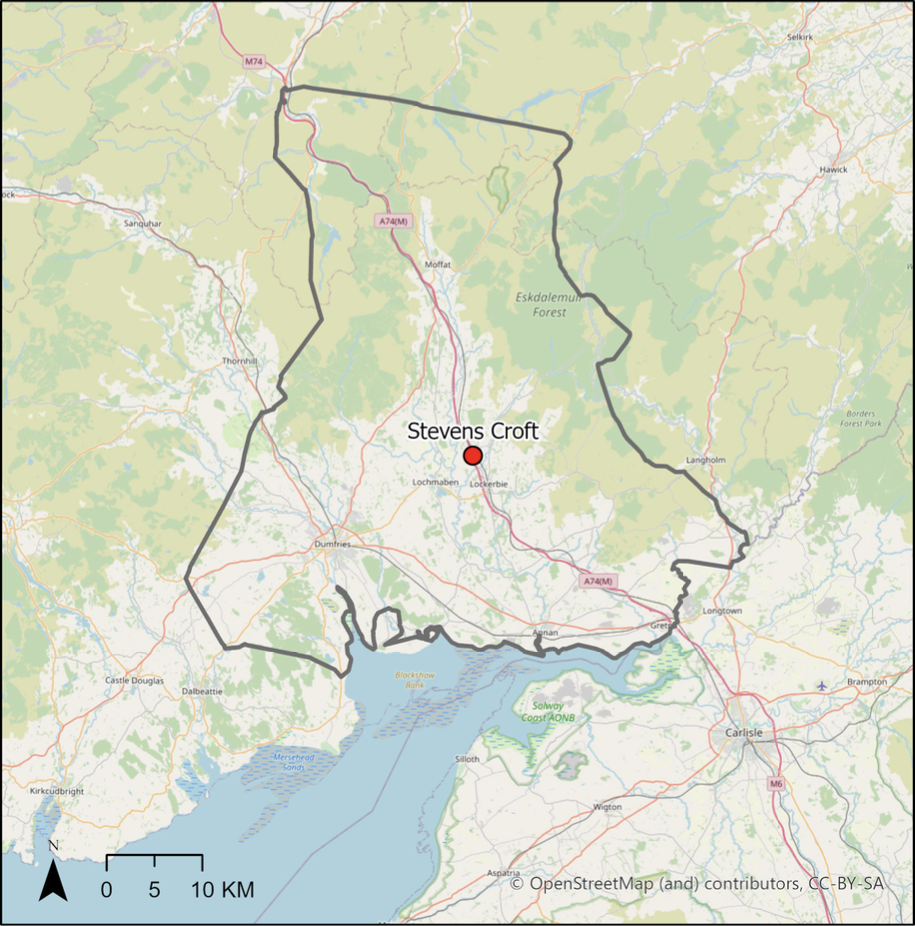 Selkirk
M74
Hawick
ock
Sanquhar
A74(M)
Moffat
Eskdalemuir
Forest
Thornhill
Borders
Forest Park
Stevens Croft
Langholm
Lochmaben
Lockerbie
Dumfries
A74(M)
Longtown
Gretn
Annan
Castle Douglas
Dalbeattie
Blackshaw
Bank
Brampton
Solway
Coast AONB
Carlisle
Mersehead
Sands
Silloth
M6
Kirkcudbright
Wigton
N
0 5 10 KM
Aspatria
© OpenStreetMap (and) contributors, CC-BY-SA